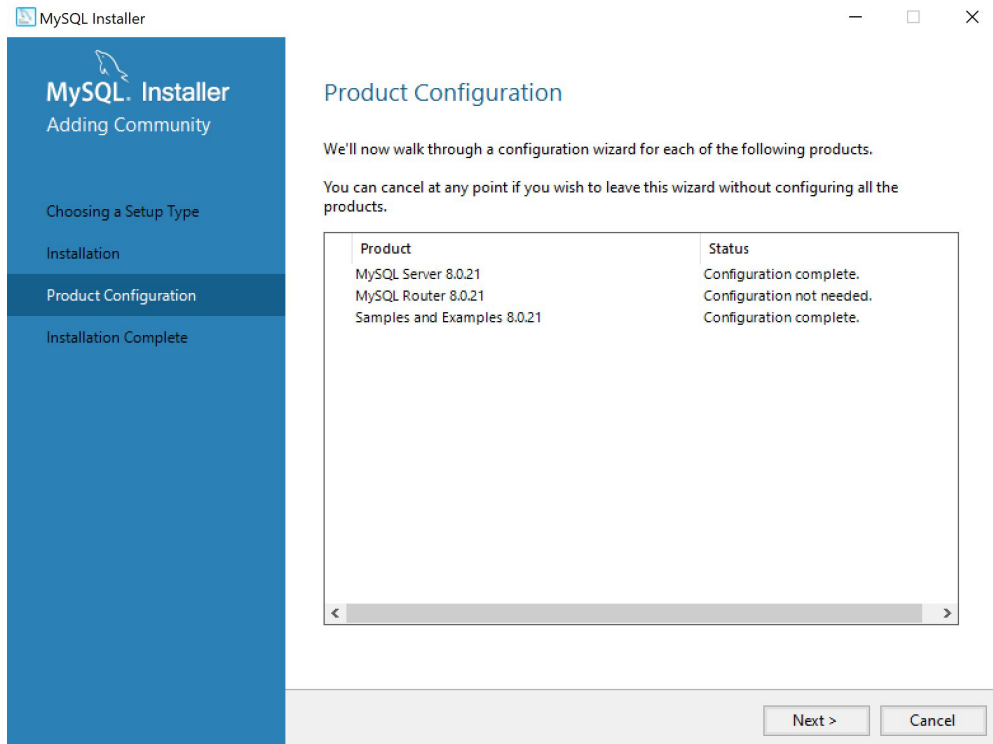 MySQL Installer
MySQL. Installer
Adding Community
Choosing a Setup Type
Installation
Product Configuration
Installation Complete
Product Configuration
We'll now walk through a configuration wizard for each of the following products.
You can cancel at any point if you wish to leave this wizard without configuring all the
products.
Product Status
MySQL Server 8.0.21 Configuration complete.
MySQL Router 8.0.21 Configuration not needed.
Samples and Examples 8.0.21 Configuration complete.
Next > Cancel